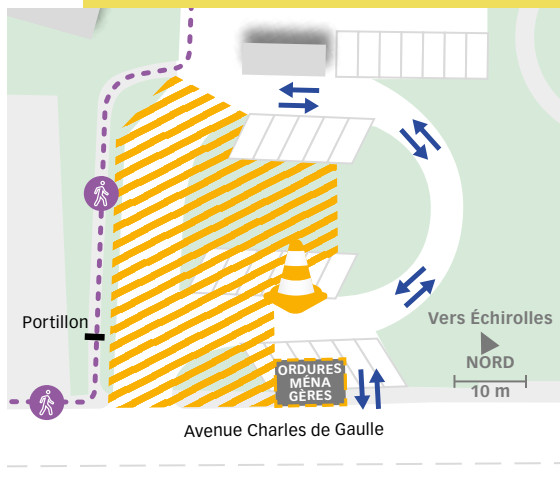 Portillon
Vers Échirolles
NORD
10 m
ORDURES
MÉNA
GÈRES
Avenue Charles de Gaulle